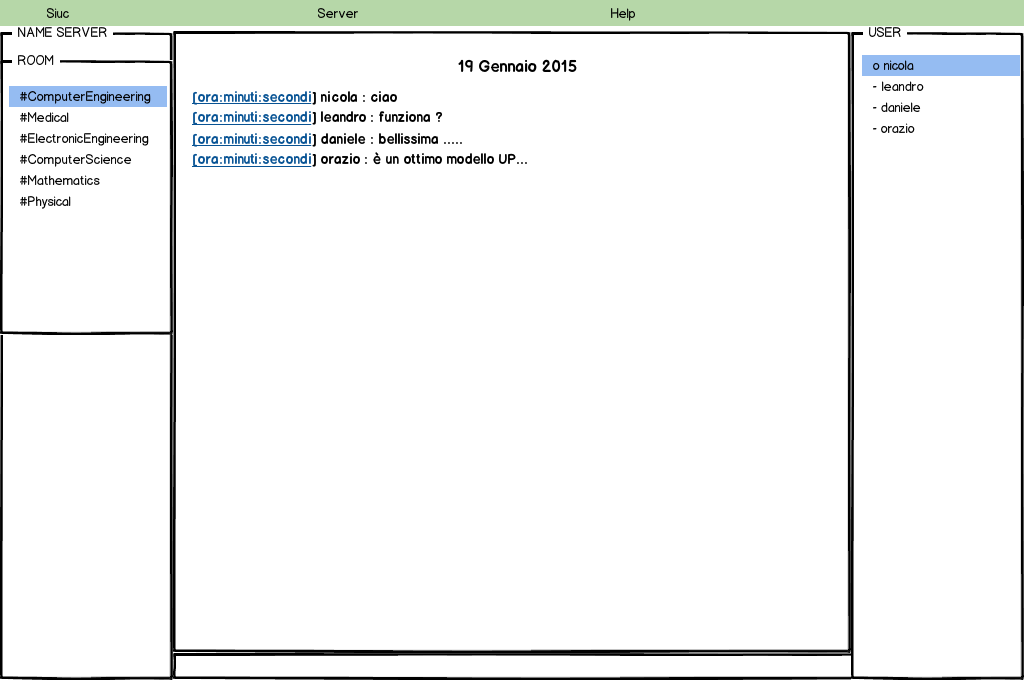 Siuc Server Help
NAME SERVER
ROOM
#ComputerEngineering
#Medical
#ElectronicEngineering
#ComputerScience
#Mathematics
#Physical
19 Gennaio 2015
[ora:minuti:secondi] nicola : ciao
[ora:minuti:secondi] leandro : funziona ?
[ora:minuti:secondi] daniele : bellissima .....
[ora:minuti:secondi] orazio : è un ottimo modello UP...
USER
o nicola
- leandro
- daniele
- orazio